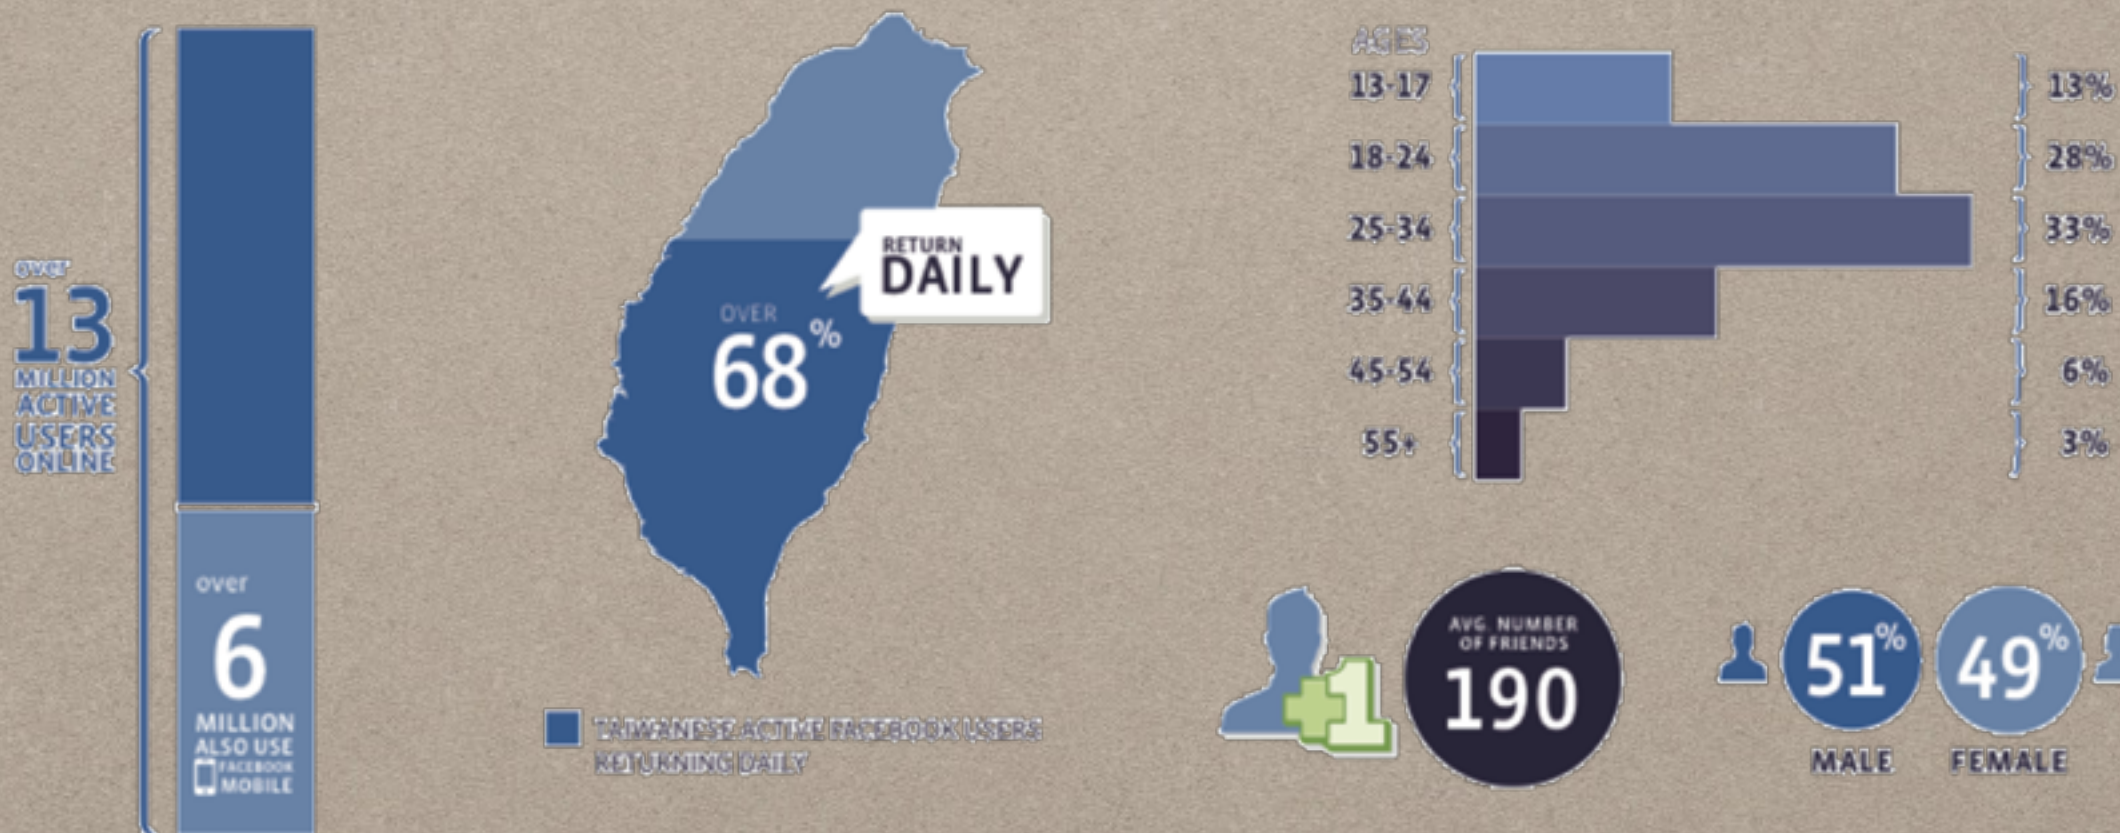 over
13
MILLION
ACTIVE
USERS
ONLINE
over
6
MILLION
ALSO USE
FACEBOOK
MOBILE
RETURN
DAILY
OVER
68%
TAIWANESE ACTIVE FACEBOOK USERS
RETURNING DAILY
AGES
13-17 13%
18-24 28%
25-34 33%
35-44 16%
45-54 6%
55+ 3%
+1
AVG. NUMBER
OF FRIENDS
190
51% 49%
MALE FEMALE